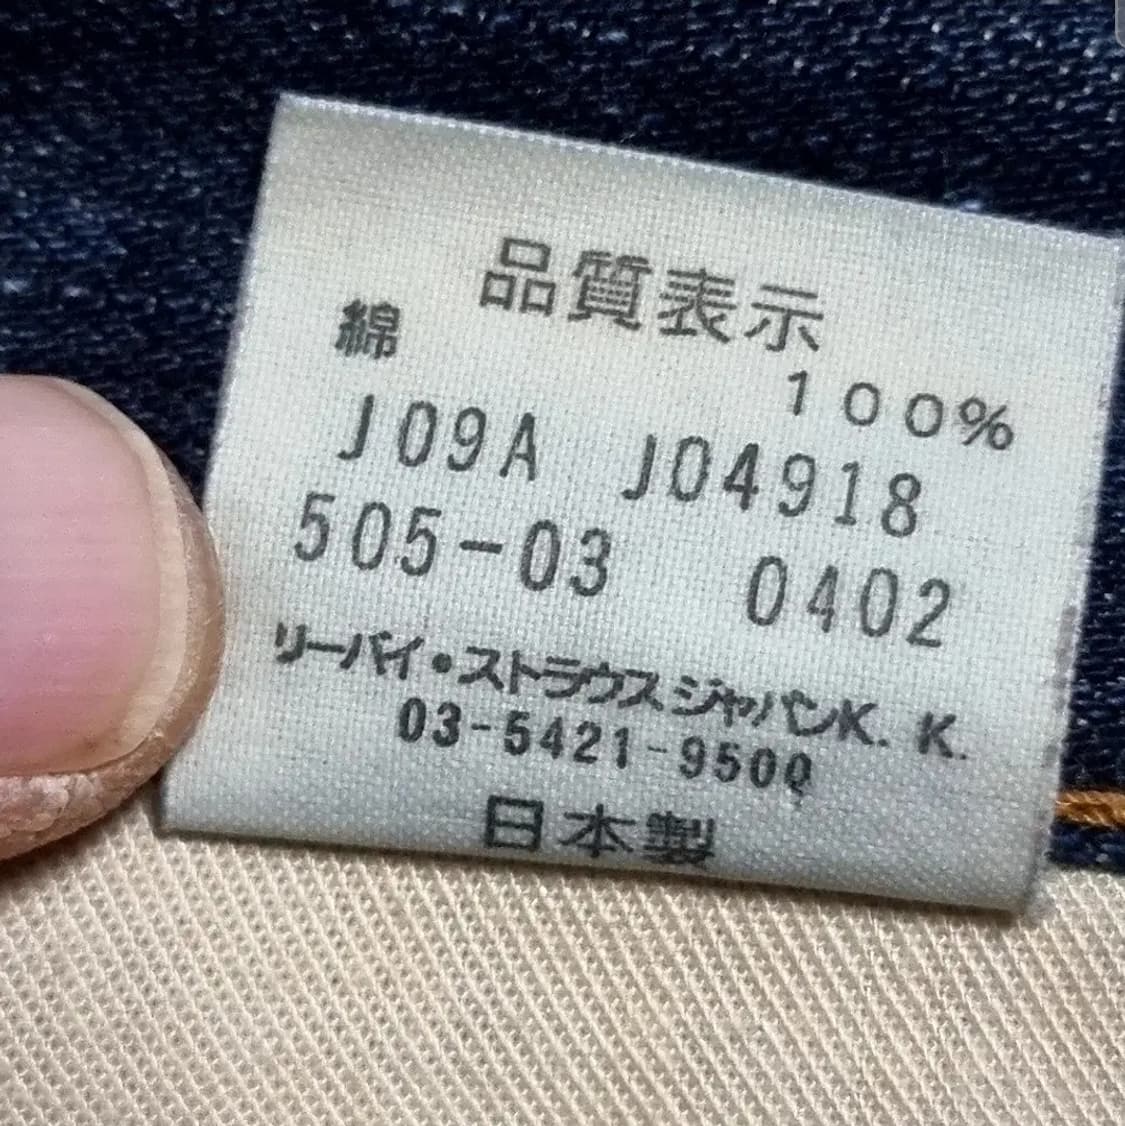 品質表示
綿 100%
J09A J04918
505-03 0402
リーバイ・ストラウスジャパンK.K.
03-5421-9500
日本製